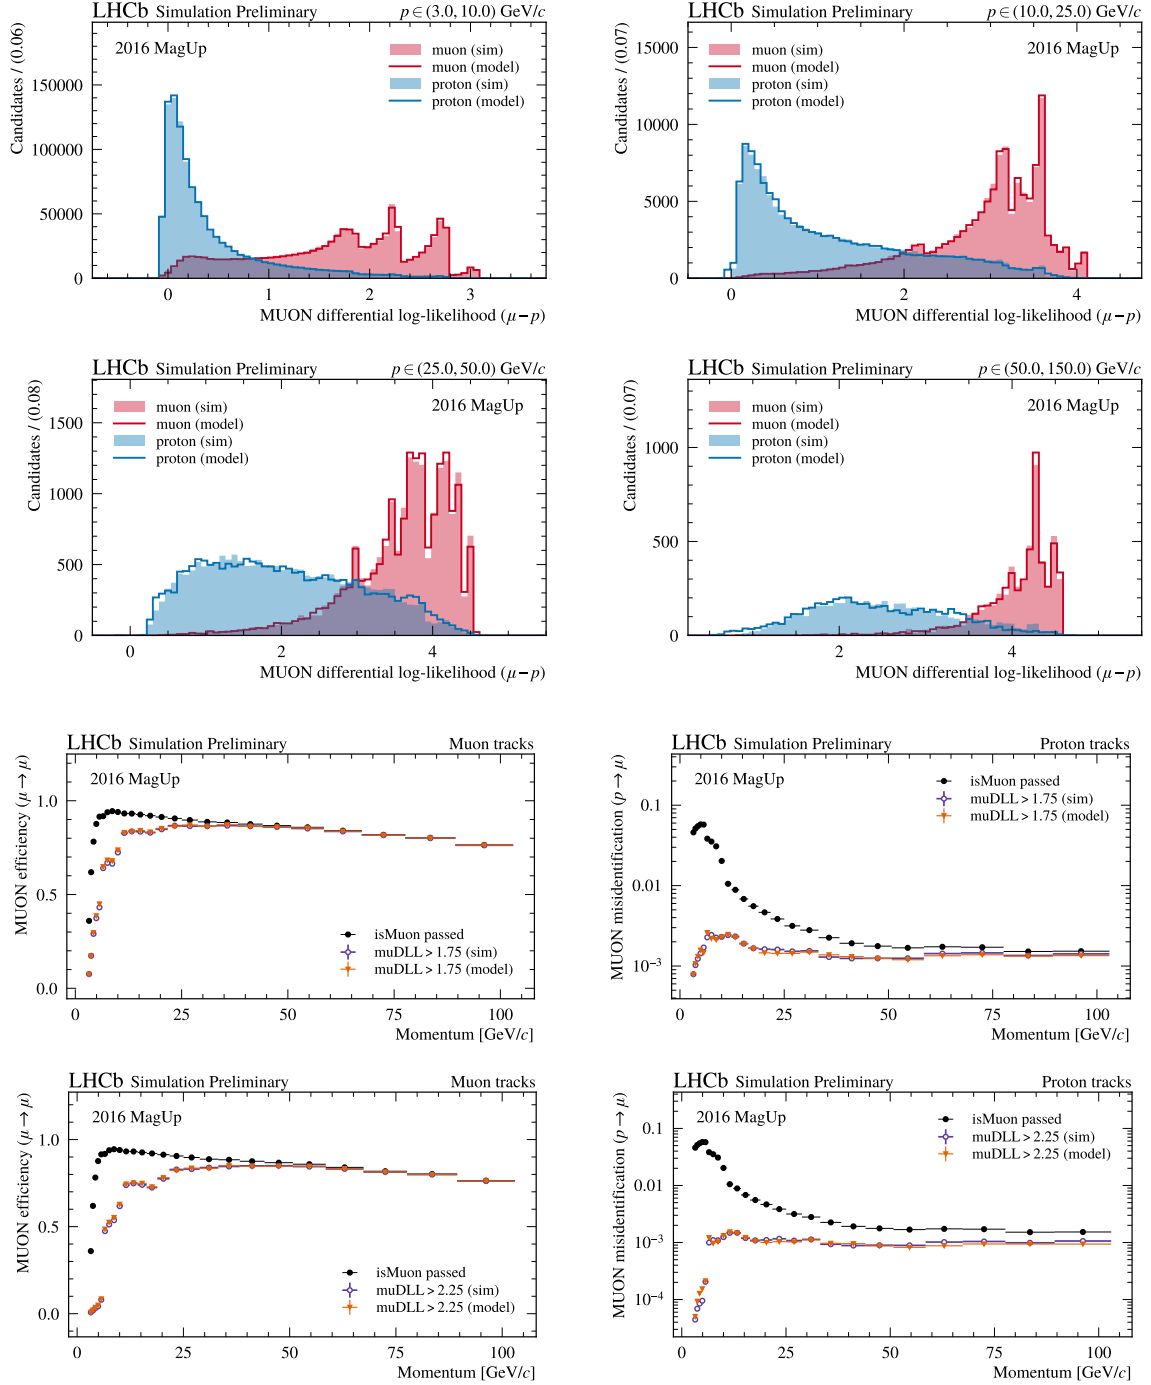 LHCb Simulation Preliminary p∈(3.0, 10.0) GeV/c
2016 MagUp
muon (sim)
muon (model)
proton (sim)
proton (model)
Candidates / (0.06)
150000
100000
50000
0
0 1 2 3
MUON differential log-likelihood (μ−p)
LHCb Simulation Preliminary p∈(10.0, 25.0) GeV/c
2016 MagUp
muon (sim)
muon (model)
proton (sim)
proton (model)
Candidates / (0.07)
15000
10000
5000
0
0 2 4
MUON differential log-likelihood (μ−p)
LHCb Simulation Preliminary p∈(25.0, 50.0) GeV/c
2016 MagUp
muon (sim)
muon (model)
proton (sim)
proton (model)
Candidates / (0.08)
1500
1000
500
0
0 2 4
MUON differential log-likelihood (μ−p)
LHCb Simulation Preliminary p∈(50.0, 150.0) GeV/c
2016 MagUp
muon (sim)
muon (model)
proton (sim)
proton (model)
Candidates / (0.07)
1000
500
0
2 4
MUON differential log-likelihood (μ−p)
LHCb Simulation Preliminary Muon tracks
2016 MagUp
MUON efficiency (μ → μ)
1.0
0.5
0.0
isMuon passed
muDLL > 1.75 (sim)
muDLL > 1.75 (model)
0 25 50 75 100
Momentum [GeV/c]
LHCb Simulation Preliminary Proton tracks
2016 MagUp
isMuon passed
muDLL > 1.75 (sim)
muDLL > 1.75 (model)
MUON misidentification (p → μ)
0.1
0.01
10⁻³
0 25 50 75 100
Momentum [GeV/c]
LHCb Simulation Preliminary Muon tracks
2016 MagUp
MUON efficiency (μ → μ)
1.0
0.5
0.0
isMuon passed
muDLL > 2.25 (sim)
muDLL > 2.25 (model)
0 25 50 75 100
Momentum [GeV/c]
LHCb Simulation Preliminary Proton tracks
2016 MagUp
isMuon passed
muDLL > 2.25 (sim)
muDLL > 2.25 (model)
MUON misidentification (p → μ)
0.1
0.01
10⁻³
10⁻⁴
0 25 50 75 100
Momentum [GeV/c]